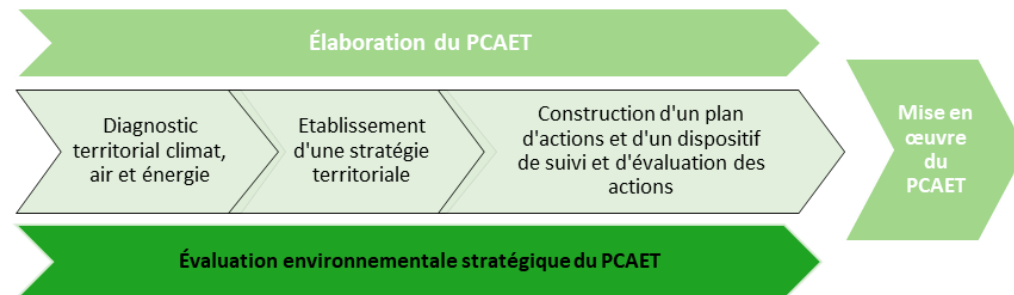 Élaboration du PCAET
Diagnostic
territorial climat,
air et énergie
Etablissement
d'une stratégie
territoriale
Construction d'un plan
d'actions et d'un dispositif
de suivi et d'évaluation des
actions
Mise en
œuvre
du
PCAET
Évaluation environnementale stratégique du PCAET